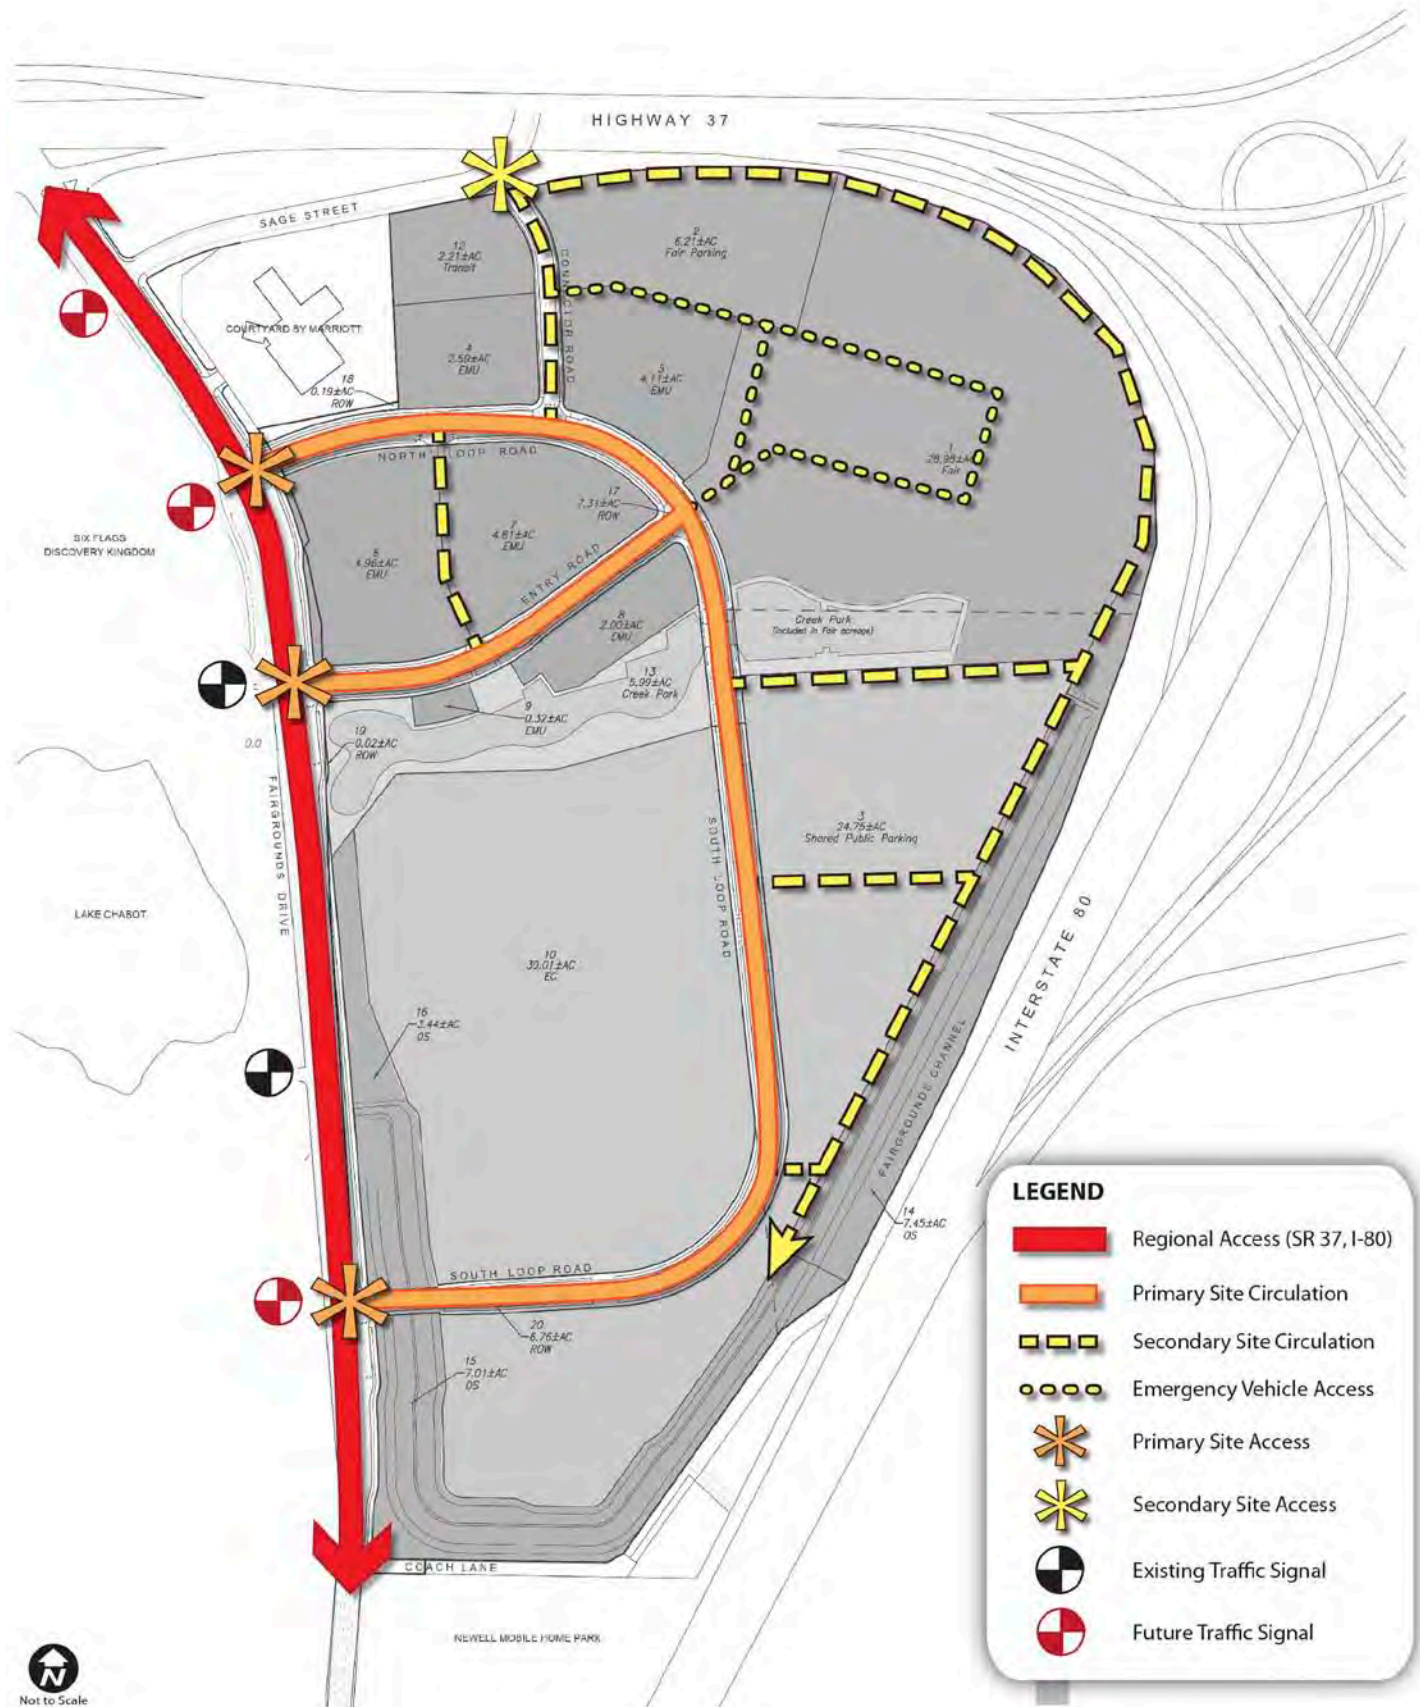 HIGHWAY 37
SAGE STREET
12
2.21±AC
Transit
2
6.21±AC
Fair Parking
CONNECTOR ROAD
COURTYARD BY MARRIOTT
4
2.50±AC
EMU
5
4.11±AC
EMU
18
0.19±AC
ROW
NORTH LOOP ROAD
1
28.98±AC
Fair
17
7.31±AC
ROW
SIX FLAGS
DISCOVERY KINGDOM
6
4.96±AC
EMU
7
4.81±AC
EMU
ENTRY ROAD
8
2.00±AC
EMU
Creek Park
(included in Fair acreage)
13
5.99±AC
Creek Park
9
0.32±AC
EMU
19
0.02±AC
ROW
0.0
FAIRGROUNDS DRIVE
SOUTH LOOP ROAD
3
24.75±AC
Shared Public Parking
LAKE CHABOT
10
30.01±AC
EC
INTERSTATE 80
16
3.44±AC
OS
FAIRGROUNDS CHANNEL
14
7.45±AC
OS
SOUTH LOOP ROAD
20
6.76±AC
ROW
15
7.01±AC
OS
COACH LANE
NEWELL MOBILE HOME PARK
N
Not to Scale
LEGEND
Regional Access (SR 37, I-80)
Primary Site Circulation
Secondary Site Circulation
Emergency Vehicle Access
Primary Site Access
Secondary Site Access
Existing Traffic Signal
Future Traffic Signal